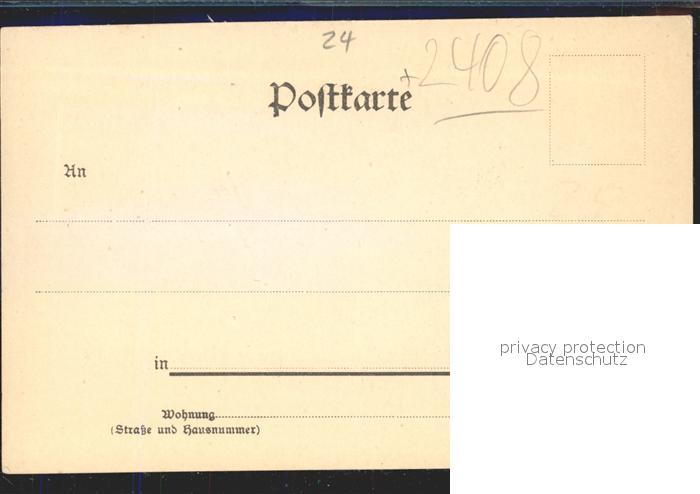 24
+2408
Postkarte
An
in
Wohnung
(Straße und Hausnummer)
privacy protection
Datenschutz